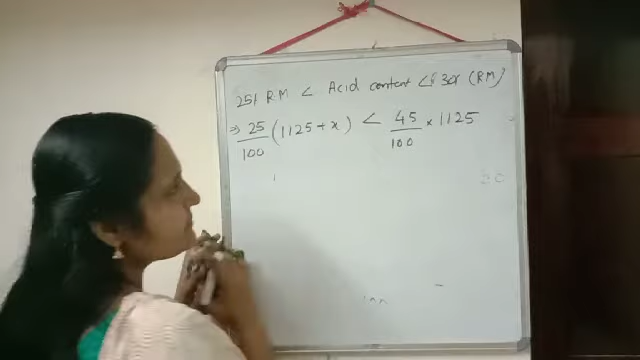 25% RM < Acid content < 30% (RM)
⇒ 25/100 (1125 + x) < 45/100 × 1125